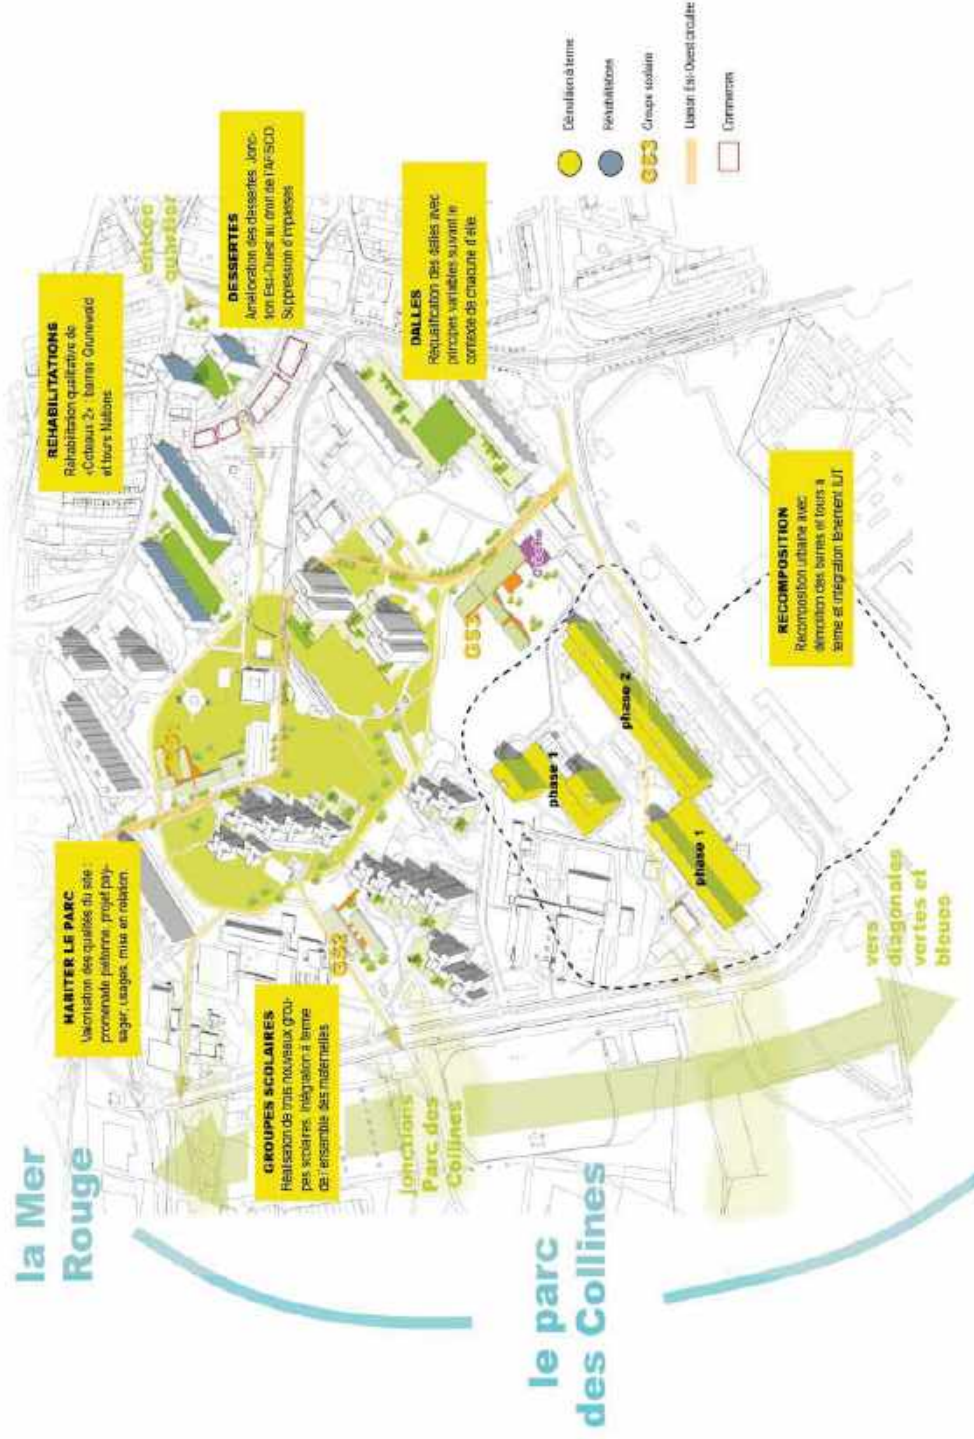 la Mer
Rouge
le parc
des Collines
HABITER LE PARC
Valorisation des qualités du site :
promenade piétonne, projet pay-
sager, usages, mise en relation
REHABILITATIONS
Réhabilitation qualitative de
«Coteaux 2» : barres Grunewald
et tours Nations
DESSERTES
Amélioration des dessertes. Jonc-
tion Est-Ouest au droit de l'AFSCO
Suppression d'impasses
GROUPES SCOLAIRES
Réalisation de trois nouveaux grou-
pes scolaires. Intégration à terme
de l'ensemble des maternelles
DALLES
Requalification des dalles avec
principes variables suivant le
contexte de chacune d'elle
RECOMPOSITION
Recomposition urbaine avec
démolition des barres et tours à
terme et intégration tènement IUT
GS2
GS3
phase 1
phase 2
phase 1
Jonctions
Parc des
Collines
vers
diagonales
vertes et
bleues
Démolition à terme
Réhabilitations
GS3 Groupe scolaire
Liaison Est-Ouest circulée
Commerces